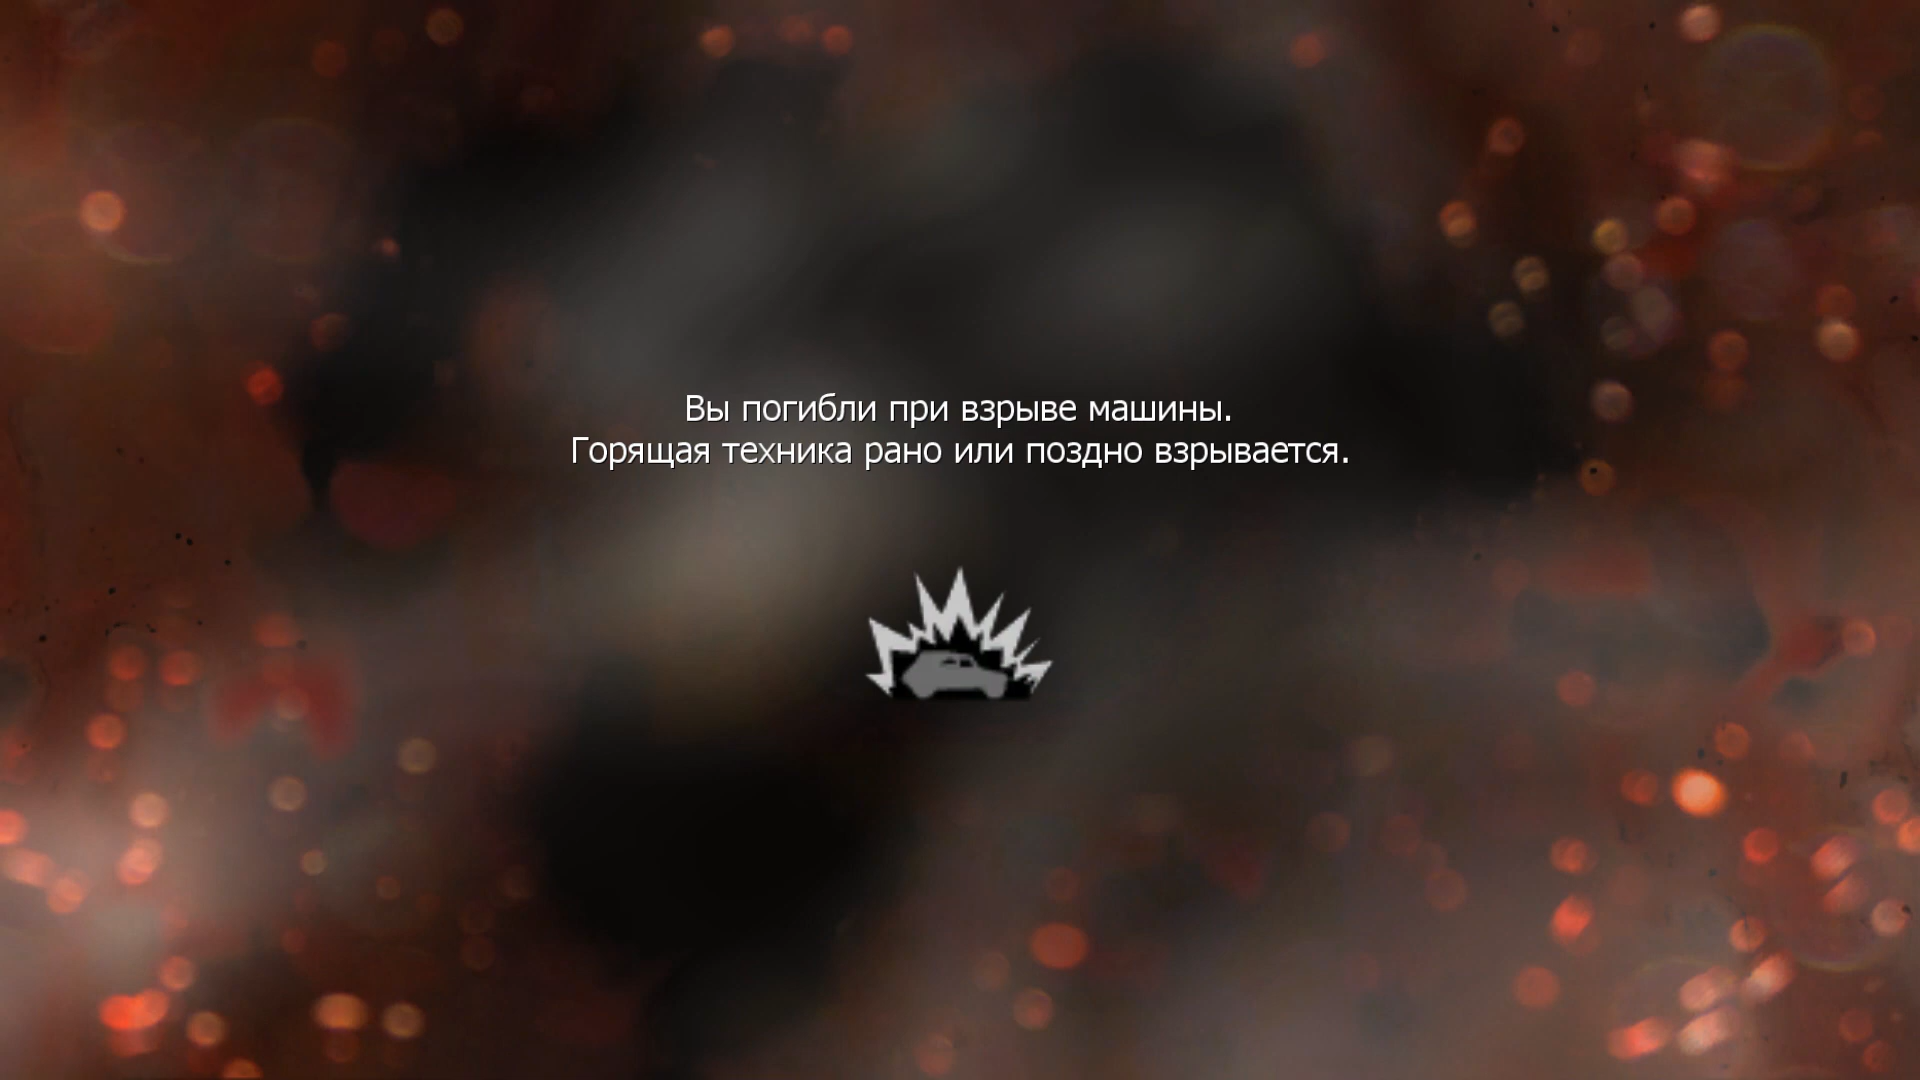 Вы погибли при взрыве машины.
Горящая техника рано или поздно взрывается.